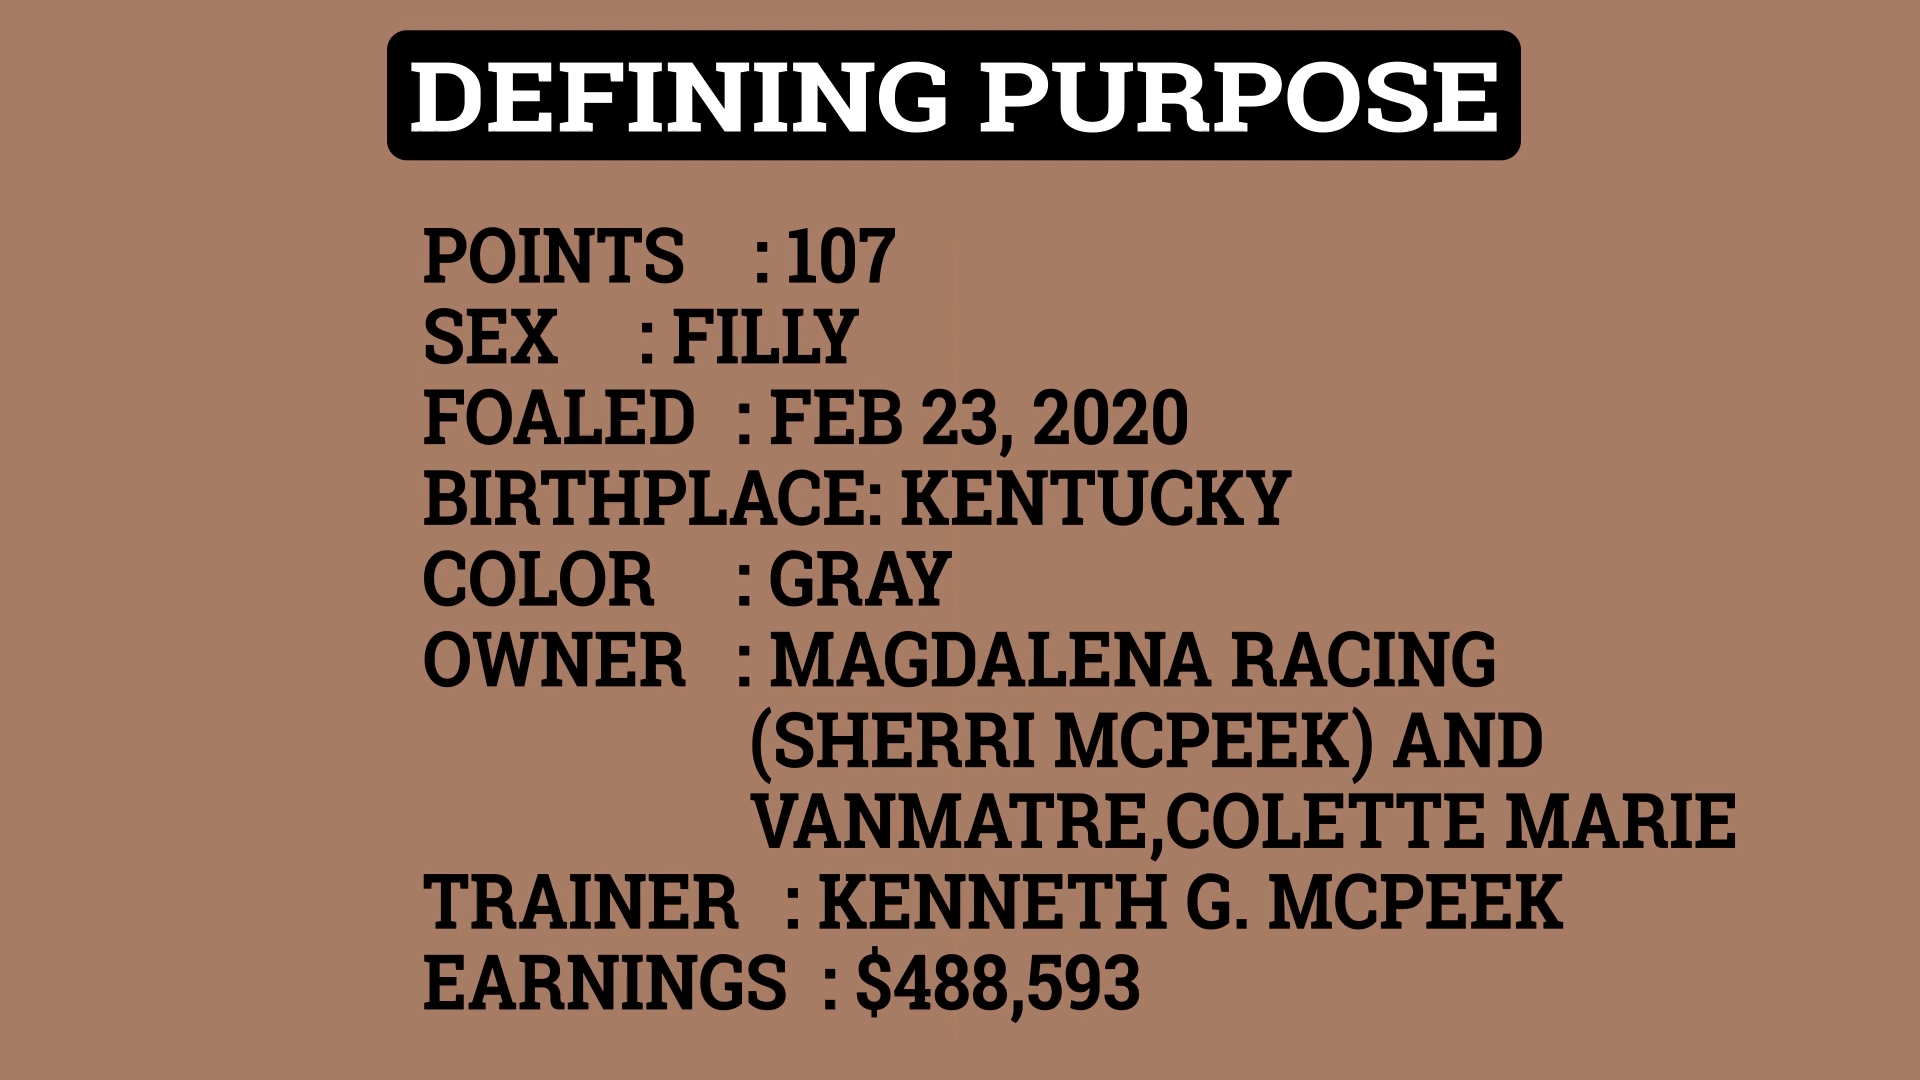 DEFINING PURPOSE
POINTS : 107
SEX : FILLY
FOALED : FEB 23, 2020
BIRTHPLACE: KENTUCKY
COLOR : GRAY
OWNER : MAGDALENA RACING
(SHERRI MCPEEK) AND
VANMATRE,COLETTE MARIE
TRAINER : KENNETH G. MCPEEK
EARNINGS : $488,593